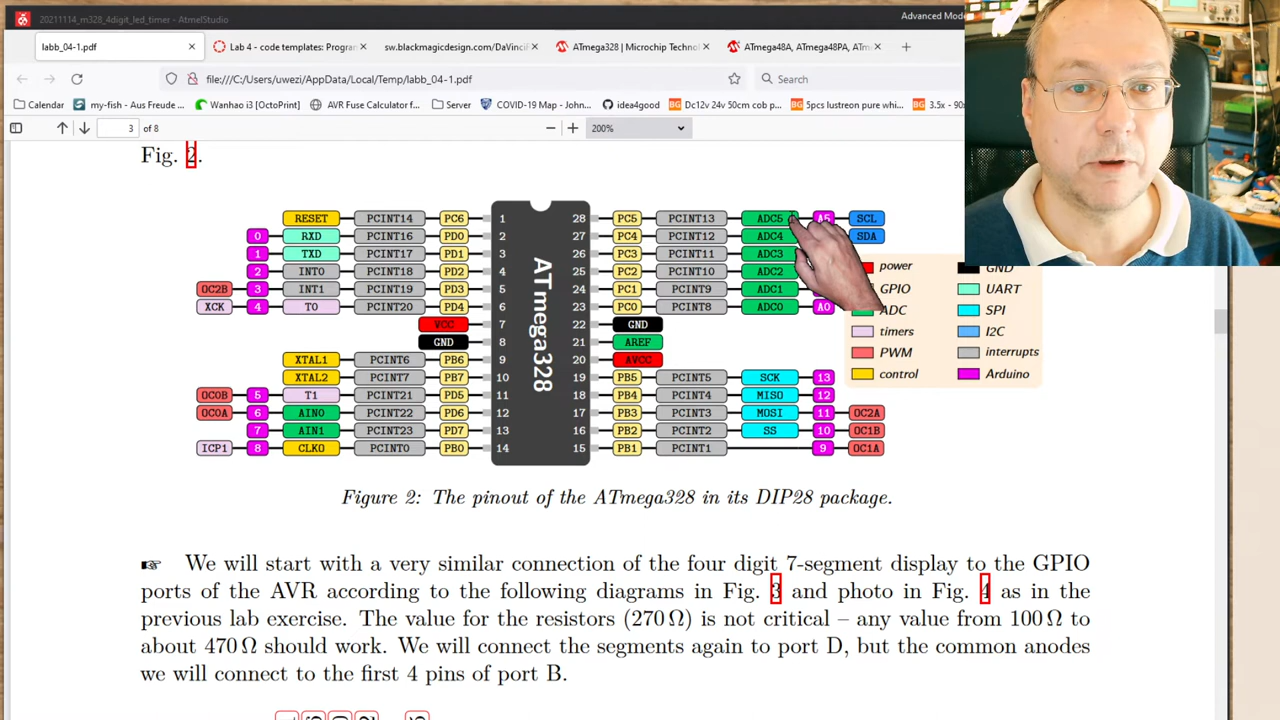 20211114_m328_4digit_led_timer - AtmelStudio
Advanced Mode
labb_04-1.pdf
Lab 4 - code templates: Progra
sw.blackmagicdesign.com/DaVinci
ATmega328 | Microchip Technol
ATmega48A, ATmega48PA, ATm
file:///C:/Users/uwezi/AppData/Local/Temp/labb_04-1.pdf
Search
Calendar
my-fish - Aus Freude ...
Wanhao i3 [OctoPrint]
AVR Fuse Calculator f...
Server
COVID-19 Map - John...
idea4good
Dc12v 24v 50cm cob p...
5pcs lustreon pure whi...
3.5x - 90x
3 of 8
200%
Fig. 2.
RESET PCINT14 PC6 1 28 PC5 PCINT13 ADC5 A5 SCL
0 RXD PCINT16 PD0 2 27 PC4 PCINT12 ADC4 SDA
1 TXD PCINT17 PD1 3 26 PC3 PCINT11 ADC3
2 INT0 PCINT18 PD2 4 25 PC2 PCINT10 ADC2
OC2B 3 INT1 PCINT19 PD3 5 24 PC1 PCINT9 ADC1
XCK 4 T0 PCINT20 PD4 6 23 PC0 PCINT8 ADC0 A0
VCC 7 22 GND
GND 8 21 AREF
XTAL1 PCINT6 PB6 9 20 AVCC
XTAL2 PCINT7 PB7 10 19 PB5 PCINT5 SCK 13
OC0B 5 T1 PCINT21 PD5 11 18 PB4 PCINT4 MISO 12
OC0A 6 AIN0 PCINT22 PD6 12 17 PB3 PCINT3 MOSI 11 OC2A
7 AIN1 PCINT23 PD7 13 16 PB2 PCINT2 SS 10 OC1B
ICP1 8 CLK0 PCINT0 PB0 14 15 PB1 PCINT1 9 OC1A
ATmega328
power GND
GPIO UART
ADC SPI
timers I2C
PWM interrupts
control Arduino
Figure 2: The pinout of the ATmega328 in its DIP28 package.
We will start with a very similar connection of the four digit 7-segment display to the GPIO
ports of the AVR according to the following diagrams in Fig. 3 and photo in Fig. 4 as in the
previous lab exercise. The value for the resistors (270 Ω) is not critical – any value from 100 Ω to
about 470 Ω should work. We will connect the segments again to port D, but the common anodes
we will connect to the first 4 pins of port B.